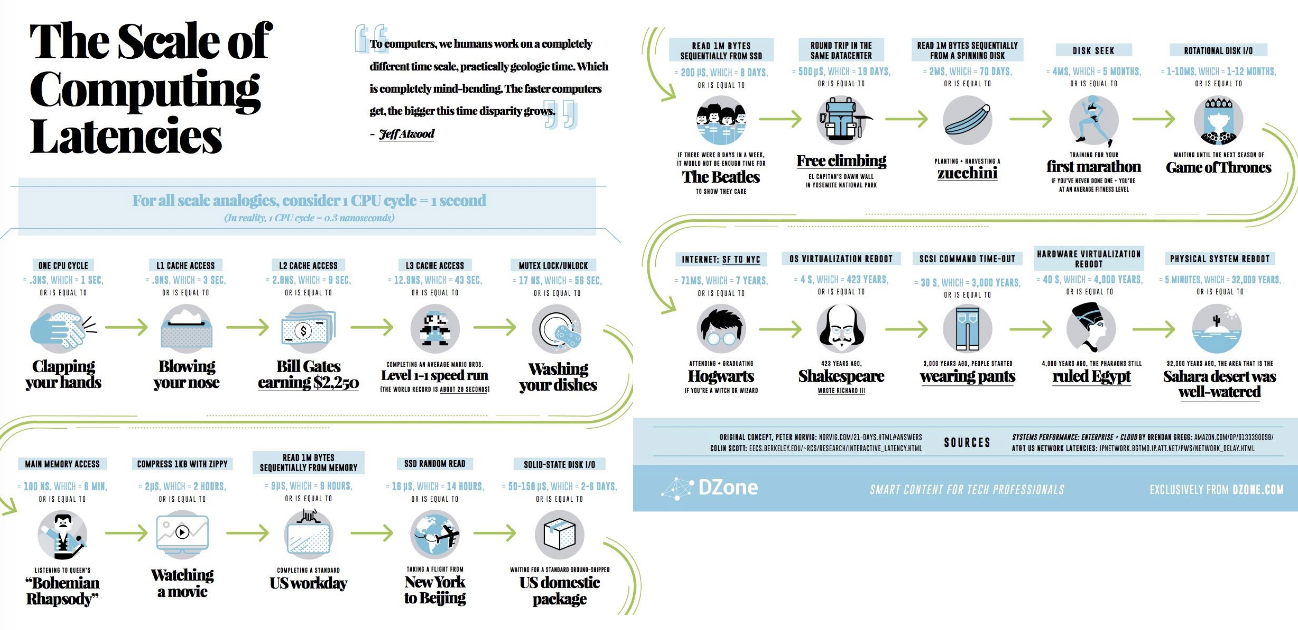 The Scale of
Computing
Latencies
To computers, we humans work on a completely
different time scale, practically geologic time. Which
is completely mind-bending. The faster computers
get, the bigger this time disparity grows.
- Jeff Atwood
For all scale analogies, consider 1 CPU cycle = 1 second
(In reality, 1 CPU cycle = 0.3 nanoseconds)
ONE CPU CYCLE
= .3NS, WHICH = 1 SEC,
OR IS EQUAL TO
Clapping
your hands
L1 CACHE ACCESS
= .9NS, WHICH = 3 SEC,
OR IS EQUAL TO
Blowing
your nose
L2 CACHE ACCESS
= 2.8NS, WHICH = 9 SEC,
OR IS EQUAL TO
$
Bill Gates
earning $2,250
L3 CACHE ACCESS
= 12.9NS, WHICH = 43 SEC,
OR IS EQUAL TO
COMPLETING AN AVERAGE MARIO BROS.
Level 1-1 speed run
(THE WORLD RECORD IS ABOUT 28 SECONDS)
MUTEX LOCK/UNLOCK
= 17 NS, WHICH = 56 SEC,
OR IS EQUAL TO
Washing
your dishes
MAIN MEMORY ACCESS
= 100 NS, WHICH = 6 MIN,
OR IS EQUAL TO
LISTENING TO QUEEN'S
“Bohemian
Rhapsody”
COMPRESS 1KB WITH ZIPPY
= 2µS, WHICH = 2 HOURS,
OR IS EQUAL TO
Watching
a movie
READ 1M BYTES
SEQUENTIALLY FROM MEMORY
= 9µS, WHICH = 9 HOURS,
OR IS EQUAL TO
COMPLETING A STANDARD
US workday
SSD RANDOM READ
= 16 µS, WHICH = 14 HOURS,
OR IS EQUAL TO
TAKING A FLIGHT FROM
New York
to Beijing
SOLID-STATE DISK I/O
= 50-150 µS, WHICH = 2-6 DAYS,
OR IS EQUAL TO
WAITING FOR A STANDARD GROUND-SHIPPED
US domestic
package
READ 1M BYTES
SEQUENTIALLY FROM SSD
= 200 µS, WHICH = 8 DAYS,
OR IS EQUAL TO
IF THERE WERE 8 DAYS IN A WEEK,
IT WOULD NOT BE ENOUGH TIME FOR
The Beatles
TO SHOW THEY CARE
ROUND TRIP IN THE
SAME DATACENTER
= 500 µS, WHICH = 19 DAYS,
OR IS EQUAL TO
Free climbing
EL CAPITAN'S DAWN WALL
IN YOSEMITE NATIONAL PARK
READ 1M BYTES SEQUENTIALLY
FROM A SPINNING DISK
= 2MS, WHICH = 70 DAYS,
OR IS EQUAL TO
PLANTING + HARVESTING A
zucchini
DISK SEEK
= 4MS, WHICH = 5 MONTHS,
OR IS EQUAL TO
TRAINING FOR YOUR
first marathon
IF YOU'VE NEVER DONE ONE + YOU'RE
AT AN AVERAGE FITNESS LEVEL
ROTATIONAL DISK I/O
= 1-10MS, WHICH = 1-12 MONTHS,
OR IS EQUAL TO
WAITING UNTIL THE NEXT SEASON OF
Game of Thrones
INTERNET: SF TO NYC
= 71MS, WHICH = 7 YEARS,
OR IS EQUAL TO
ATTENDING + GRADUATING
Hogwarts
IF YOU'RE A WITCH OR WIZARD
OS VIRTUALIZATION REBOOT
= 4 S, WHICH = 423 YEARS,
OR IS EQUAL TO
423 YEARS AGO,
Shakespeare
WROTE RICHARD III
SCSI COMMAND TIME-OUT
= 30 S, WHICH = 3,000 YEARS,
OR IS EQUAL TO
3,000 YEARS AGO, PEOPLE STARTED
wearing pants
HARDWARE VIRTUALIZATION
REBOOT
= 40 S, WHICH = 4,000 YEARS,
OR IS EQUAL TO
4,000 YEARS AGO, THE PHARAOHS STILL
ruled Egypt
PHYSICAL SYSTEM REBOOT
= 5 MINUTES, WHICH = 32,000 YEARS,
OR IS EQUAL TO
32,000 YEARS AGO, THE AREA THAT IS THE
Sahara desert was
well-watered
ORIGINAL CONCEPT, PETER NORVIG: NORVIG.COM/21-DAYS.HTML#ANSWERS
COLIN SCOTT: EECS.BERKELEY.EDU/~RCS/RESEARCH/INTERACTIVE_LATENCY.HTML
SOURCES
SYSTEMS PERFORMANCE: ENTERPRISE + CLOUD BY BRENDAN GREGG: AMAZON.COM/DP/0133390098/
AT&T US NETWORK LATENCIES: IPNETWORK.BGTMO.IP.ATT.NET/PWS/NETWORK_DELAY.HTML
DZone
SMART CONTENT FOR TECH PROFESSIONALS
EXCLUSIVELY FROM DZONE.COM